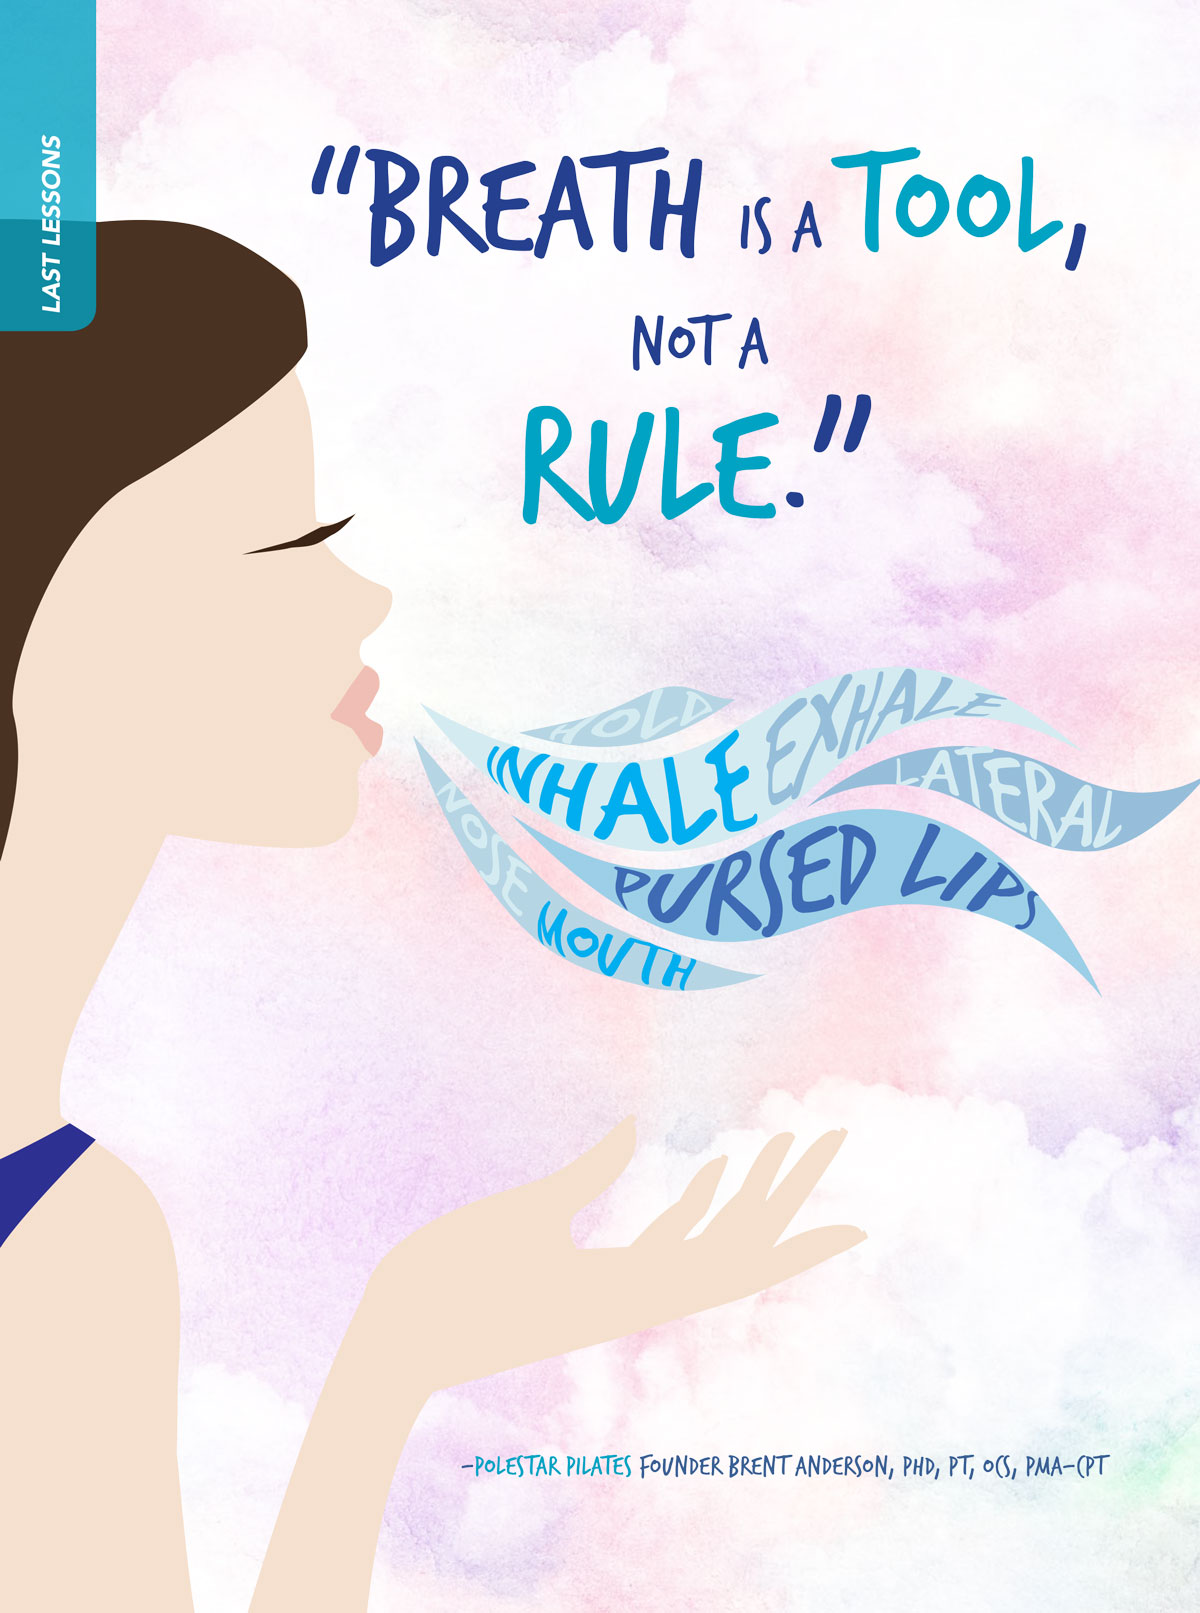 LAST LESSONS
“BREATH IS A TOOL,
NOT A
RULE.”
HOLD
INHALE EXHALE
LATERAL
PURSED LIPS
NOSE MOUTH
-POLESTAR PILATES FOUNDER BRENT ANDERSON, PHD, PT, OCS, PMA-CPT